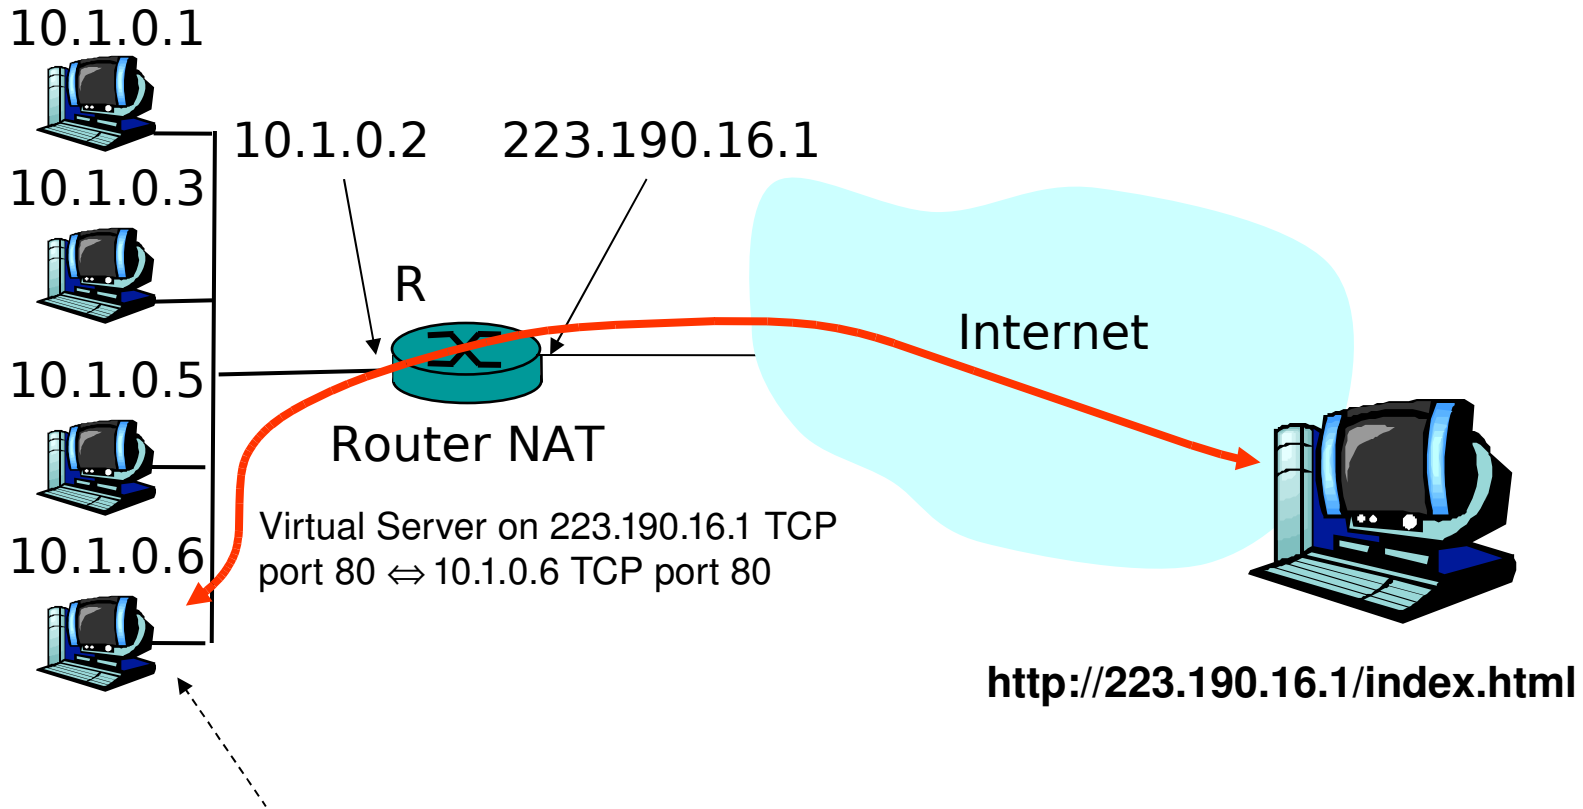 10.1.0.1
10.1.0.2
223.190.16.1
10.1.0.3
R
Internet
10.1.0.5
Router NAT
Virtual Server on 223.190.16.1 TCP
port 80 ⇔ 10.1.0.6 TCP port 80
10.1.0.6
http://223.190.16.1/index.html